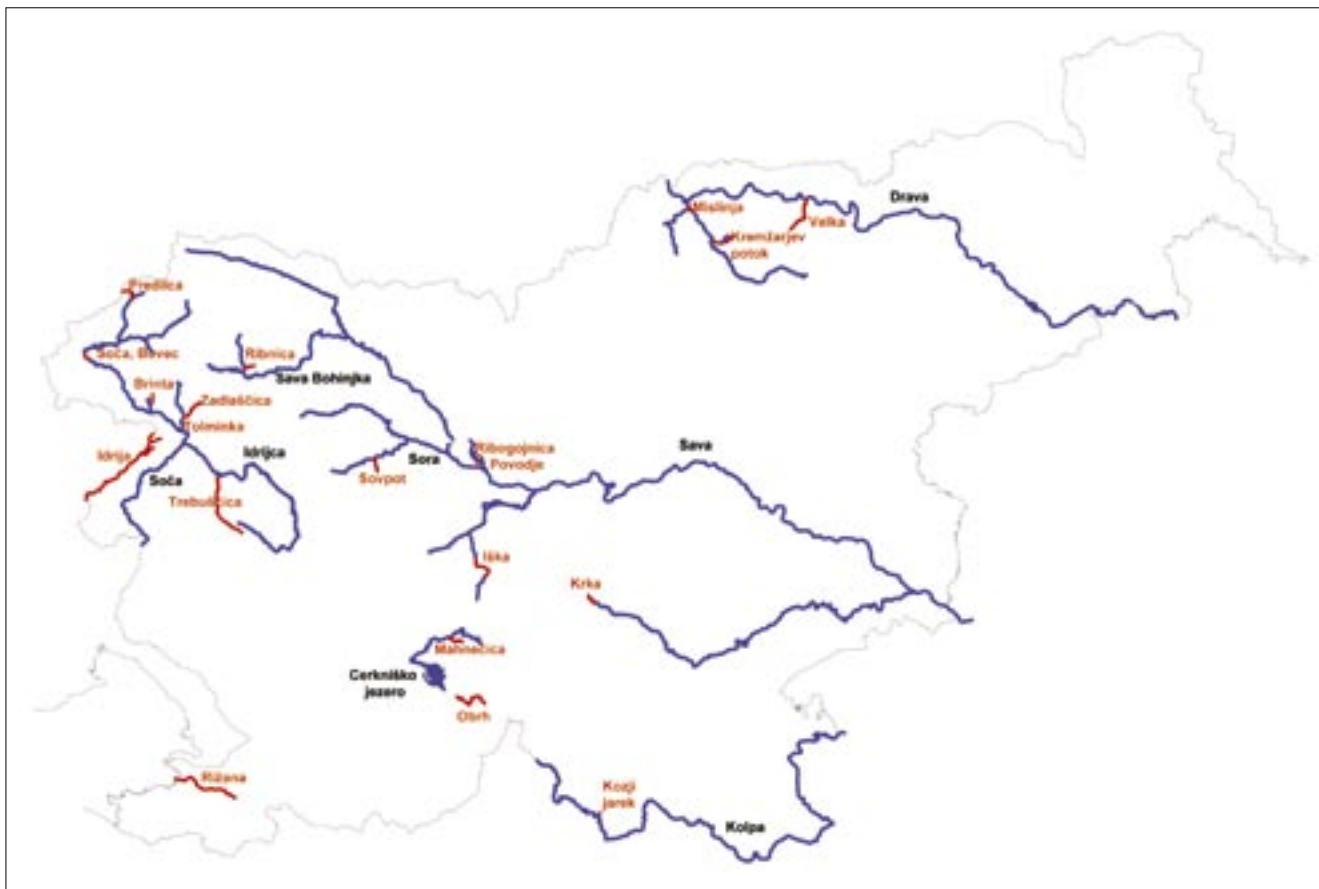 Drava
Mislinja
Velka
Kremžarjev
potok
Predilca
Soča, Bovec
Ribnica
Sava Bohinjka
Brinta
Zadlaščica
Tolminka
Idrija
Idrijca
Soča
Trebuščica
Sora
Sovpot
Ribogojnica
Povodje
Sava
Iška
Krka
Cerkniško
jezero
Obrh
Rižana
Kozji
jarek
Kolpa